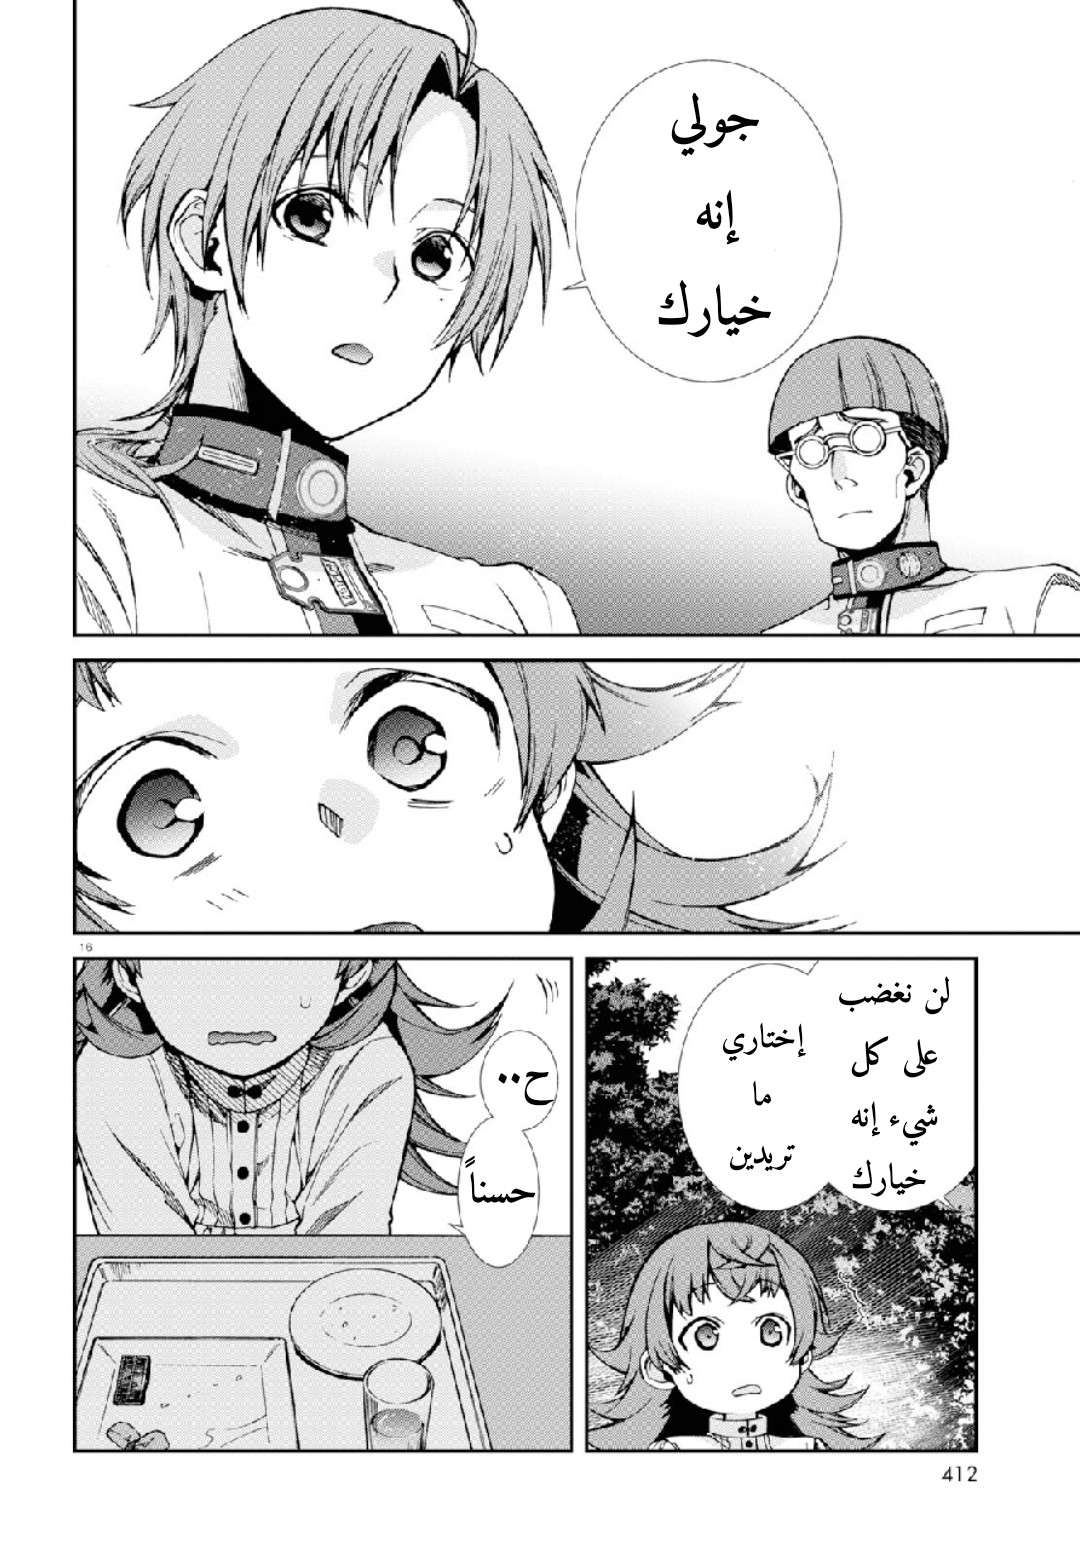 جولي
إنه
خيارك
16
لن نغضب
على كل
شيء إنه
خيارك
إختاري
ما
تريدين
ح..
حسناً
412